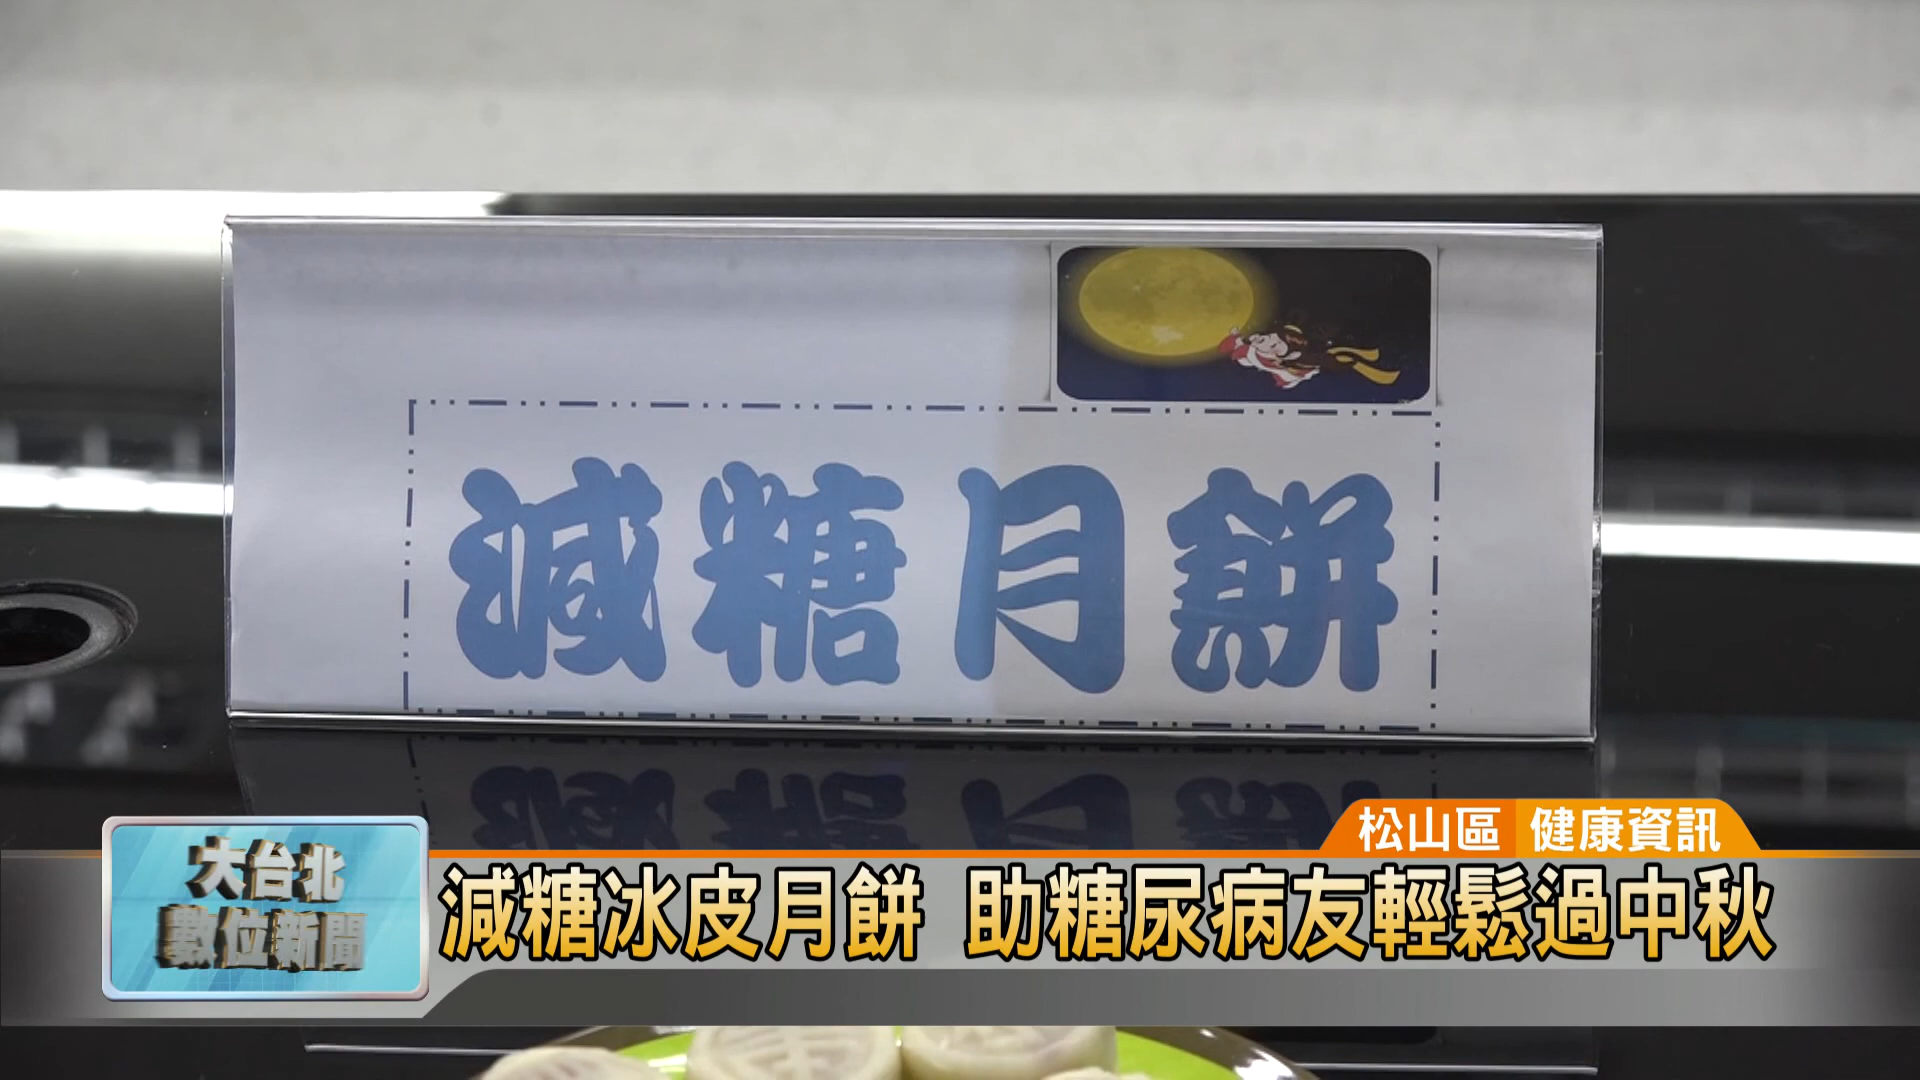 減糖月餅
松山區 健康資訊
大台北
數位新聞
減糖冰皮月餅 助糖尿病友輕鬆過中秋